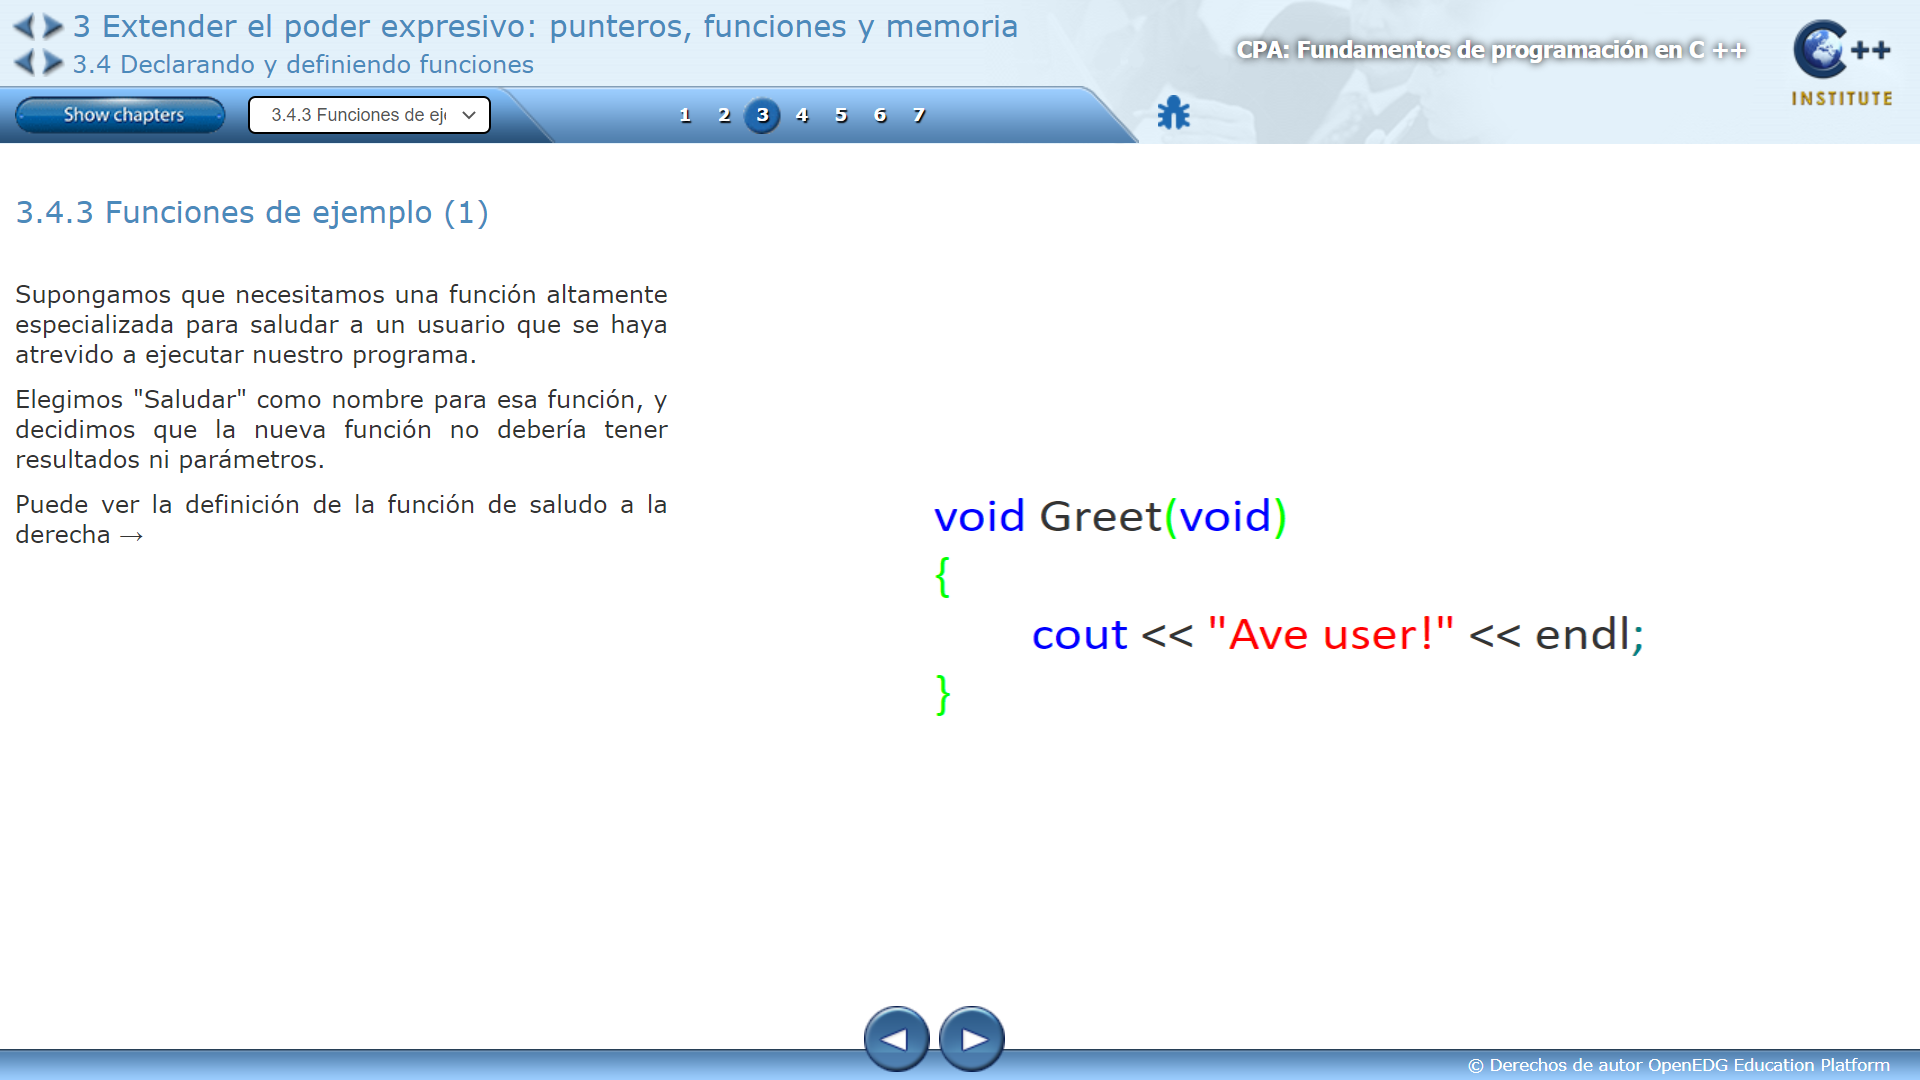 3 Extender el poder expresivo: punteros, funciones y memoria
3.4 Declarando y definiendo funciones
CPA: Fundamentos de programación en C ++
C++
INSTITUTE
Show chapters
3.4.3 Funciones de ej
1 2 3 4 5 6 7
3.4.3 Funciones de ejemplo (1)
Supongamos que necesitamos una función altamente
especializada para saludar a un usuario que se haya
atrevido a ejecutar nuestro programa.
Elegimos "Saludar" como nombre para esa función, y
decidimos que la nueva función no debería tener
resultados ni parámetros.
Puede ver la definición de la función de saludo a la
derecha →
void Greet(void)
{
cout << "Ave user!" << endl;
}
© Derechos de autor OpenEDG Education Platform